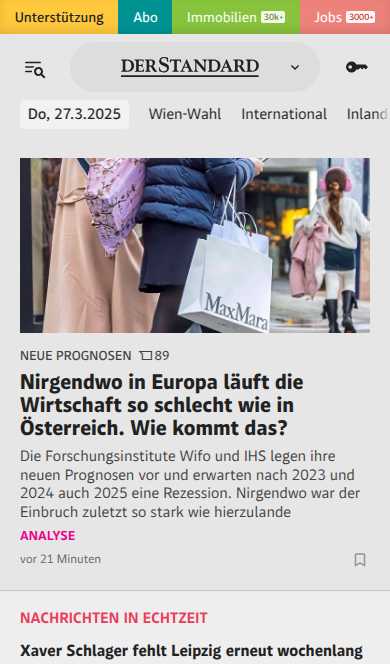 Unterstützung Abo Immobilien 30k+ Jobs 3000+
DERSTANDARD
Do, 27.3.2025 Wien-Wahl International Inland
MaxMara
NEUE PROGNOSEN 89
Nirgendwo in Europa läuft die
Wirtschaft so schlecht wie in
Österreich. Wie kommt das?
Die Forschungsinstitute Wifo und IHS legen ihre
neuen Prognosen vor und erwarten nach 2023 und
2024 auch 2025 eine Rezession. Nirgendwo war der
Einbruch zuletzt so stark wie hierzulande
ANALYSE
vor 21 Minuten
NACHRICHTEN IN ECHTZEIT
Xaver Schlager fehlt Leipzig erneut wochenlang